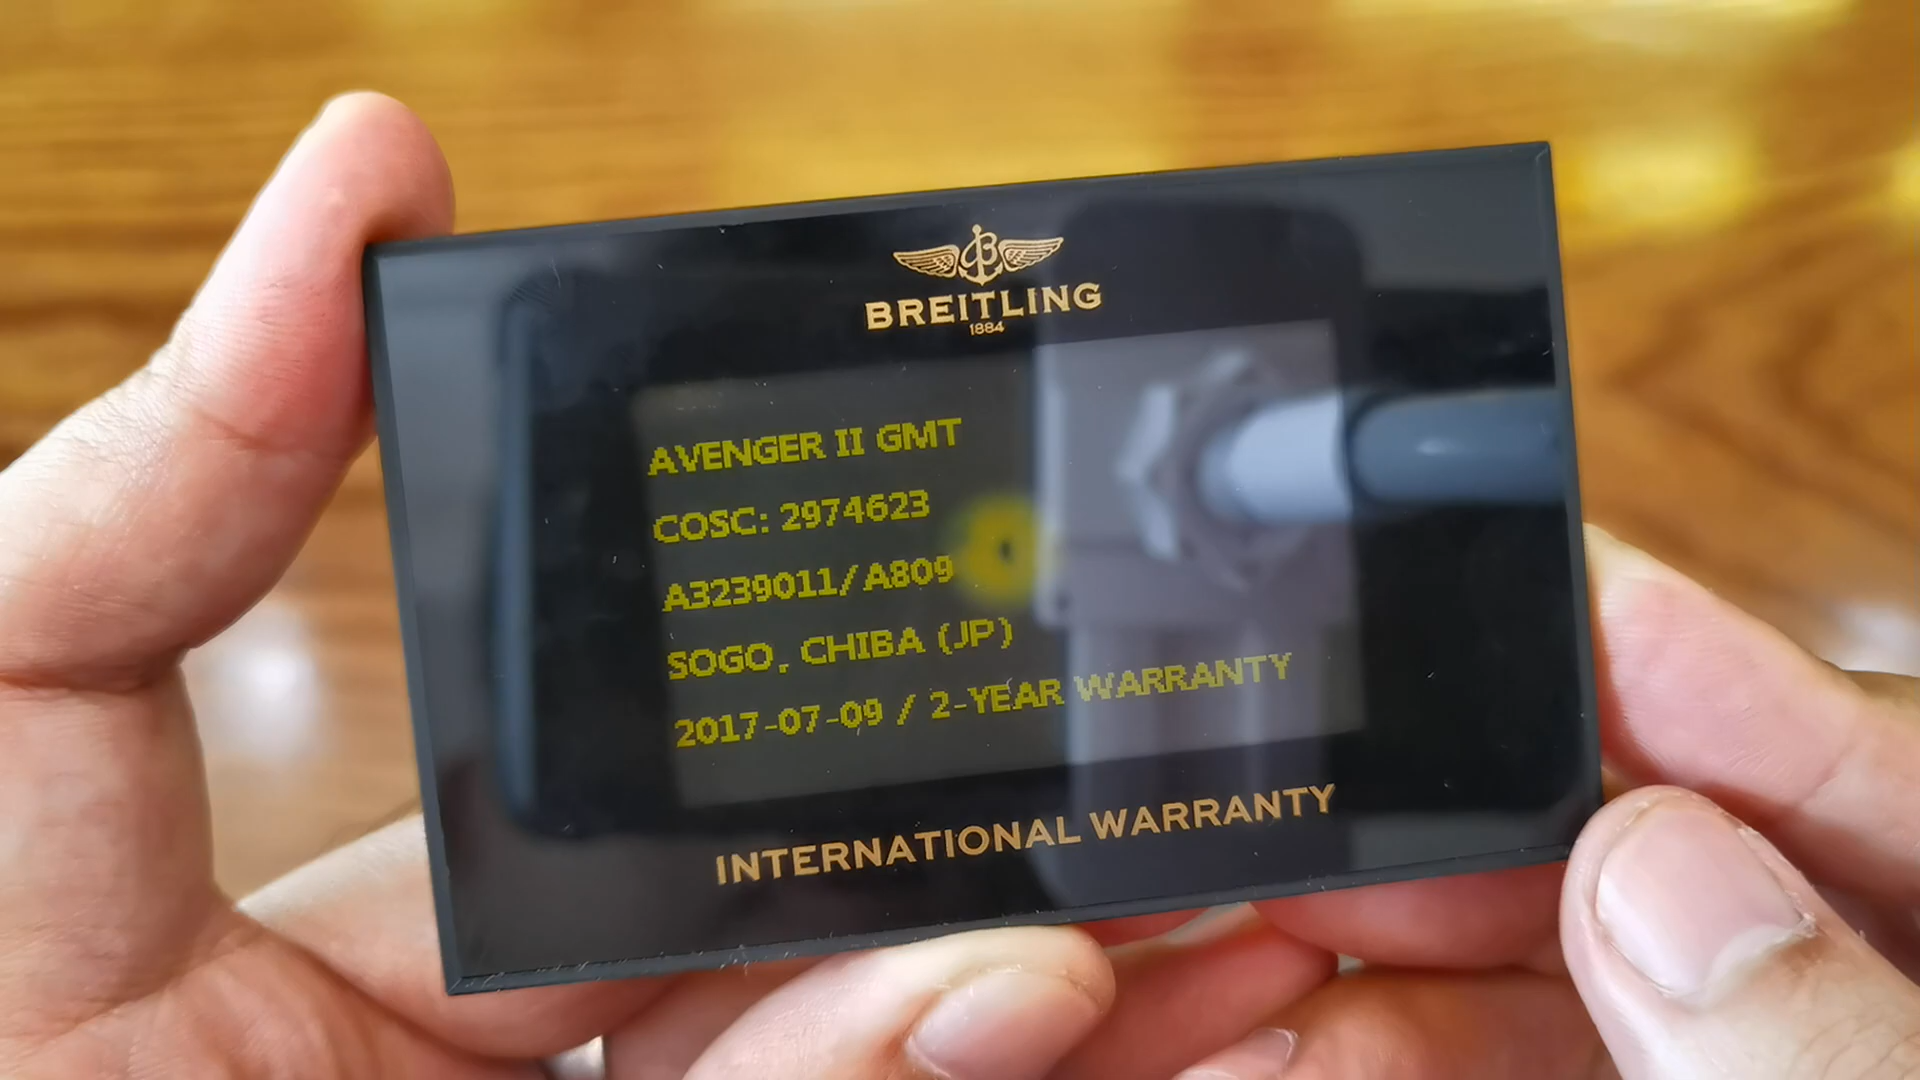 BREITLING
1884
AVENGER II GMT
COSC: 2974623
A3239011/A809
SOGO, CHIBA (JP)
2017-07-09 / 2-YEAR WARRANTY
INTERNATIONAL WARRANTY